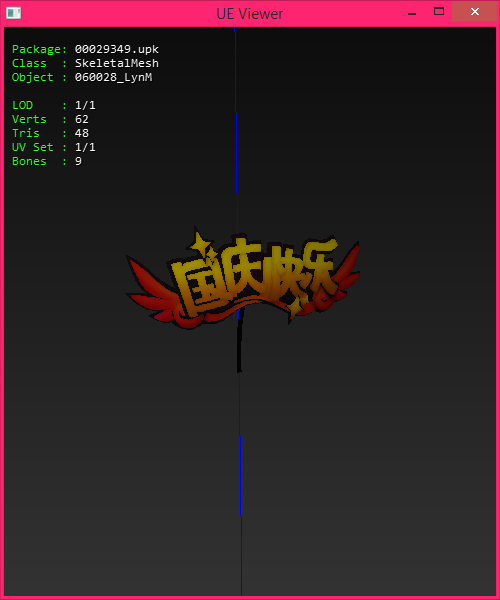 UE Viewer
Package: 00029349.upk
Class : SkeletalMesh
Object : 060028_LynM
LOD : 1/1
Verts : 62
Tris : 48
UV Set : 1/1
Bones : 9
国庆快乐